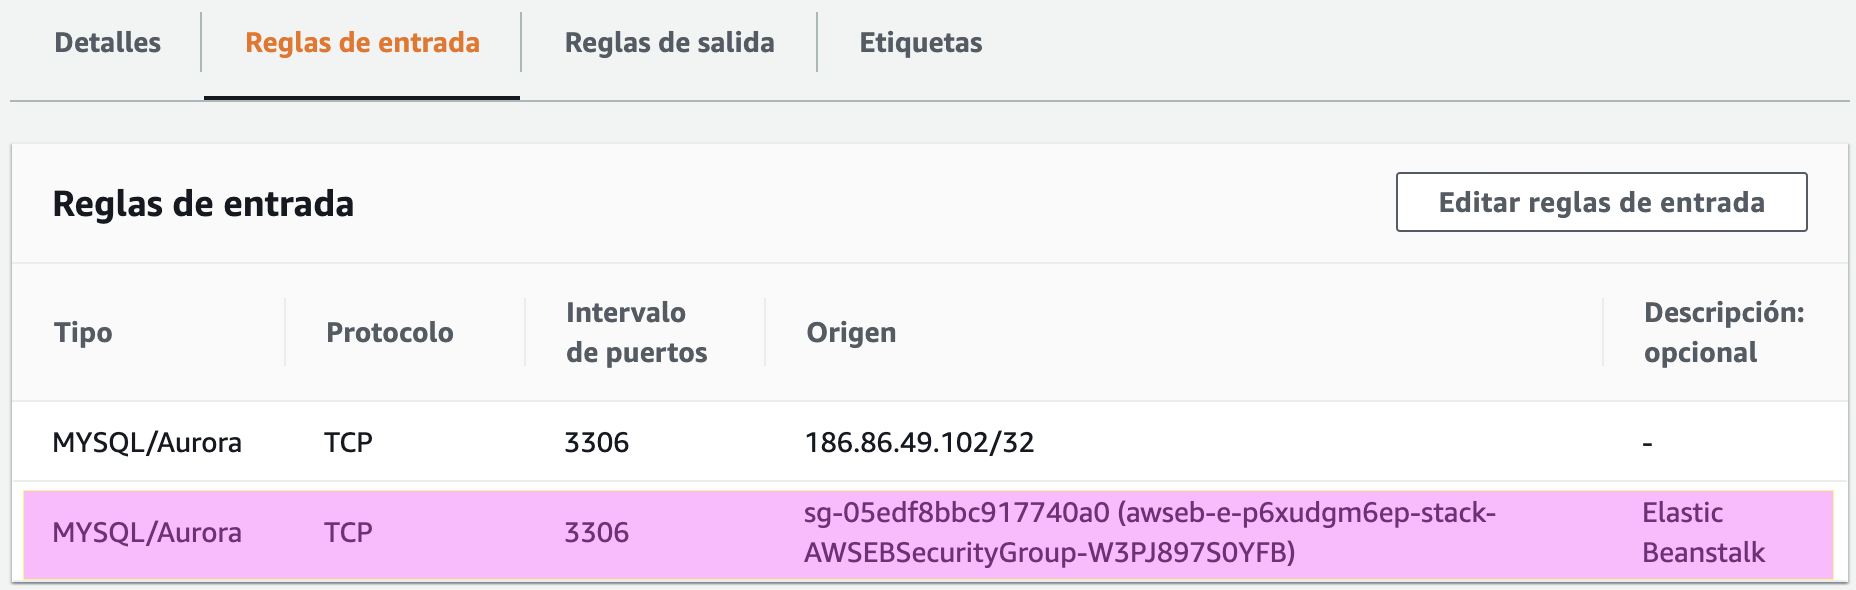 Detalles
Reglas de entrada
Reglas de salida
Etiquetas
Reglas de entrada
Editar reglas de entrada
Tipo
Protocolo
Intervalo
de puertos
Origen
Descripción:
opcional
MYSQL/Aurora
TCP
3306
186.86.49.102/32
-
MYSQL/Aurora
TCP
3306
sg-05edf8bbc917740a0 (awseb-e-p6xudgm6ep-stack-
AWSEBSecurityGroup-W3PJ897S0YFB)
Elastic
Beanstalk